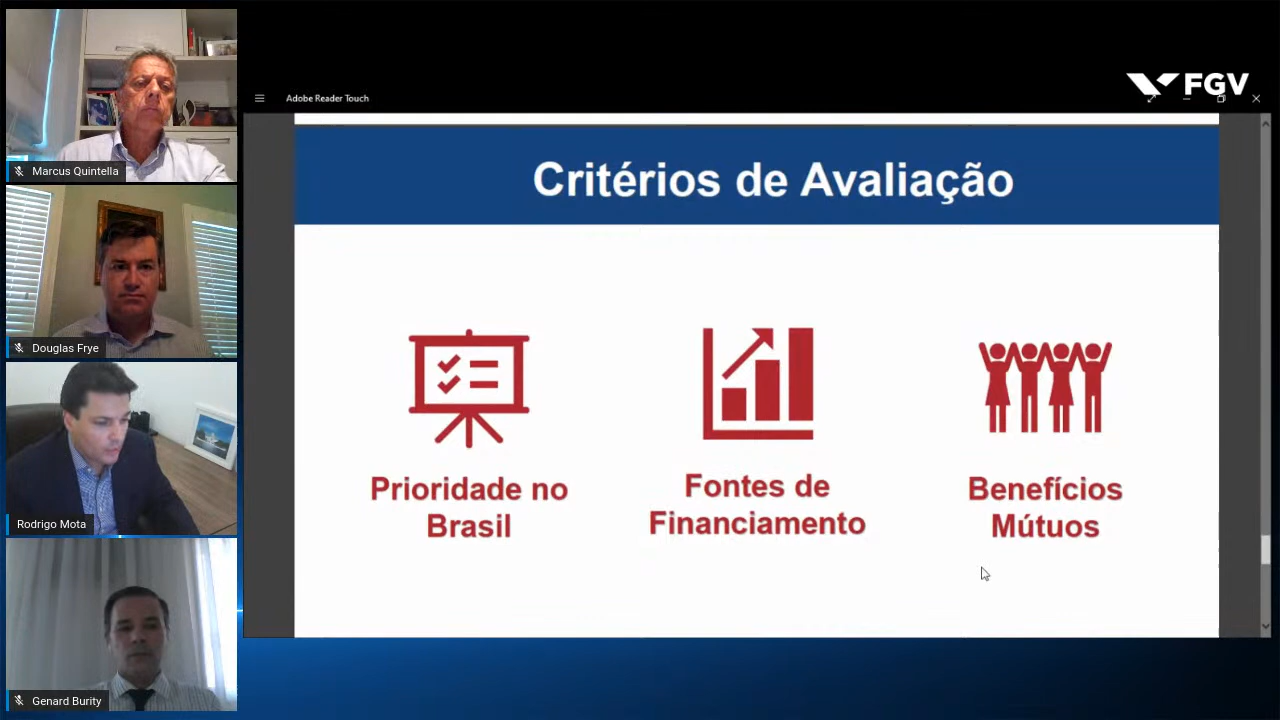 FGV
Adobe Reader Touch
Critérios de Avaliação
Prioridade no
Brasil
Fontes de
Financiamento
Benefícios
Mútuos
Marcus Quintella
Douglas Frye
Rodrigo Mota
Genard Burity